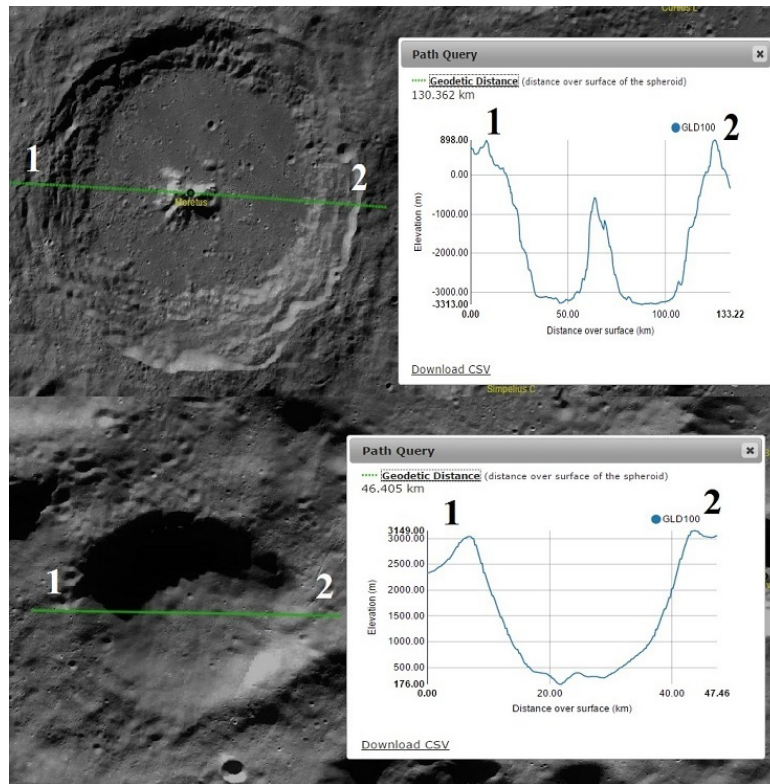 Curtius E
1
2
Moretus
Path Query
Geodetic Distance (distance over surface of the spheroid)
130.362 km
1
2
GLD100
898.00
0.00
-1000.00
-2000.00
-3000.00
-3313.00
Elevation (m)
0.00 50.00 100.00 133.22
Distance over surface (km)
Download CSV
Simpelius C
1
2
Path Query
Geodetic Distance (distance over surface of the spheroid)
46.405 km
1
2
GLD100
3149.00
3000.00
2500.00
2000.00
1500.00
1000.00
500.00
176.00
Elevation (m)
0.00 20.00 40.00 47.46
Distance over surface (km)
Download CSV